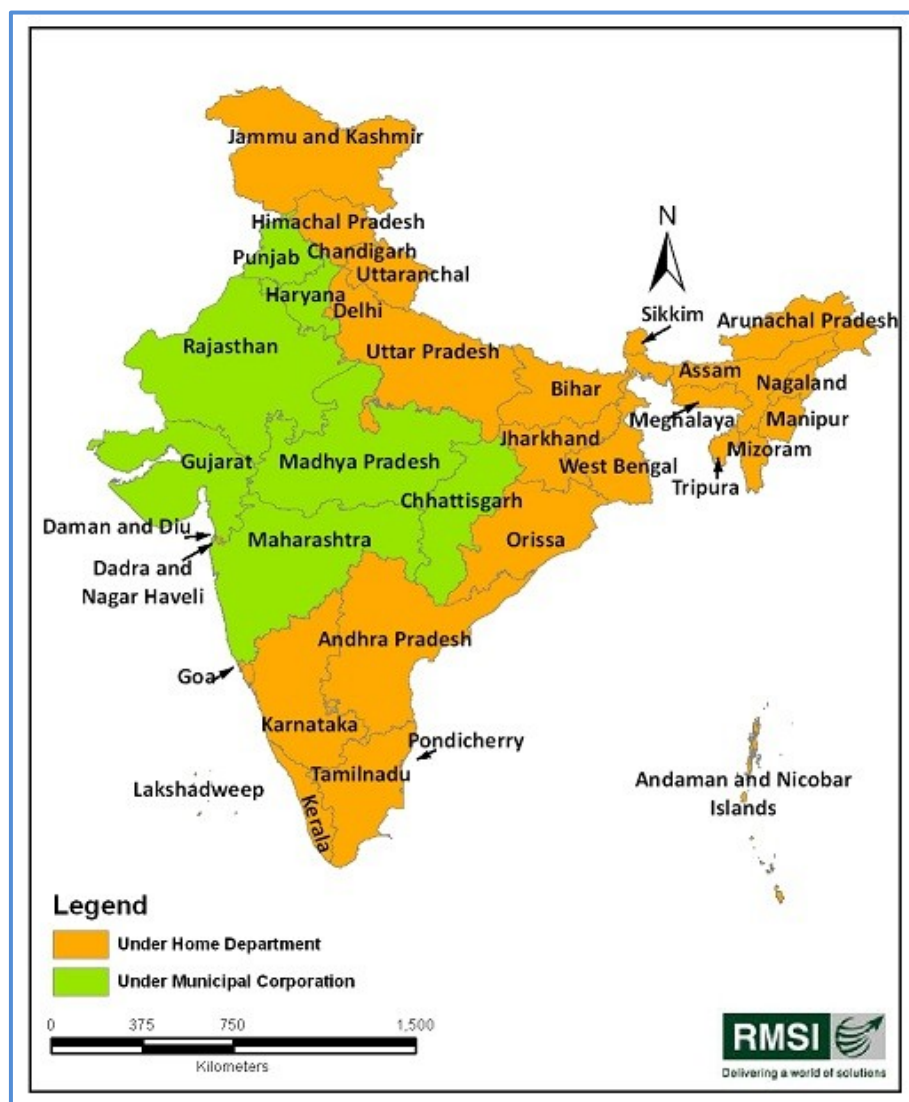 Jammu and Kashmir
N
Himachal Pradesh
Punjab
Chandigarh
Uttaranchal
Haryana
Delhi
Sikkim
Arunachal Pradesh
Rajasthan
Uttar Pradesh
Assam
Bihar
Nagaland
Meghalaya
Manipur
Jharkhand
Mizoram
Gujarat
Madhya Pradesh
West Bengal
Tripura
Chhattisgarh
Daman and Diu
Maharashtra
Orissa
Dadra and
Nagar Haveli
Andhra Pradesh
Goa
Karnataka
Pondicherry
Tamilnadu
Lakshadweep
Kerala
Andaman and Nicobar
Islands
Legend
Under Home Department
Under Municipal Corporation
0 375 750 1,500
Kilometers
RMSI
Delivering a world of solutions